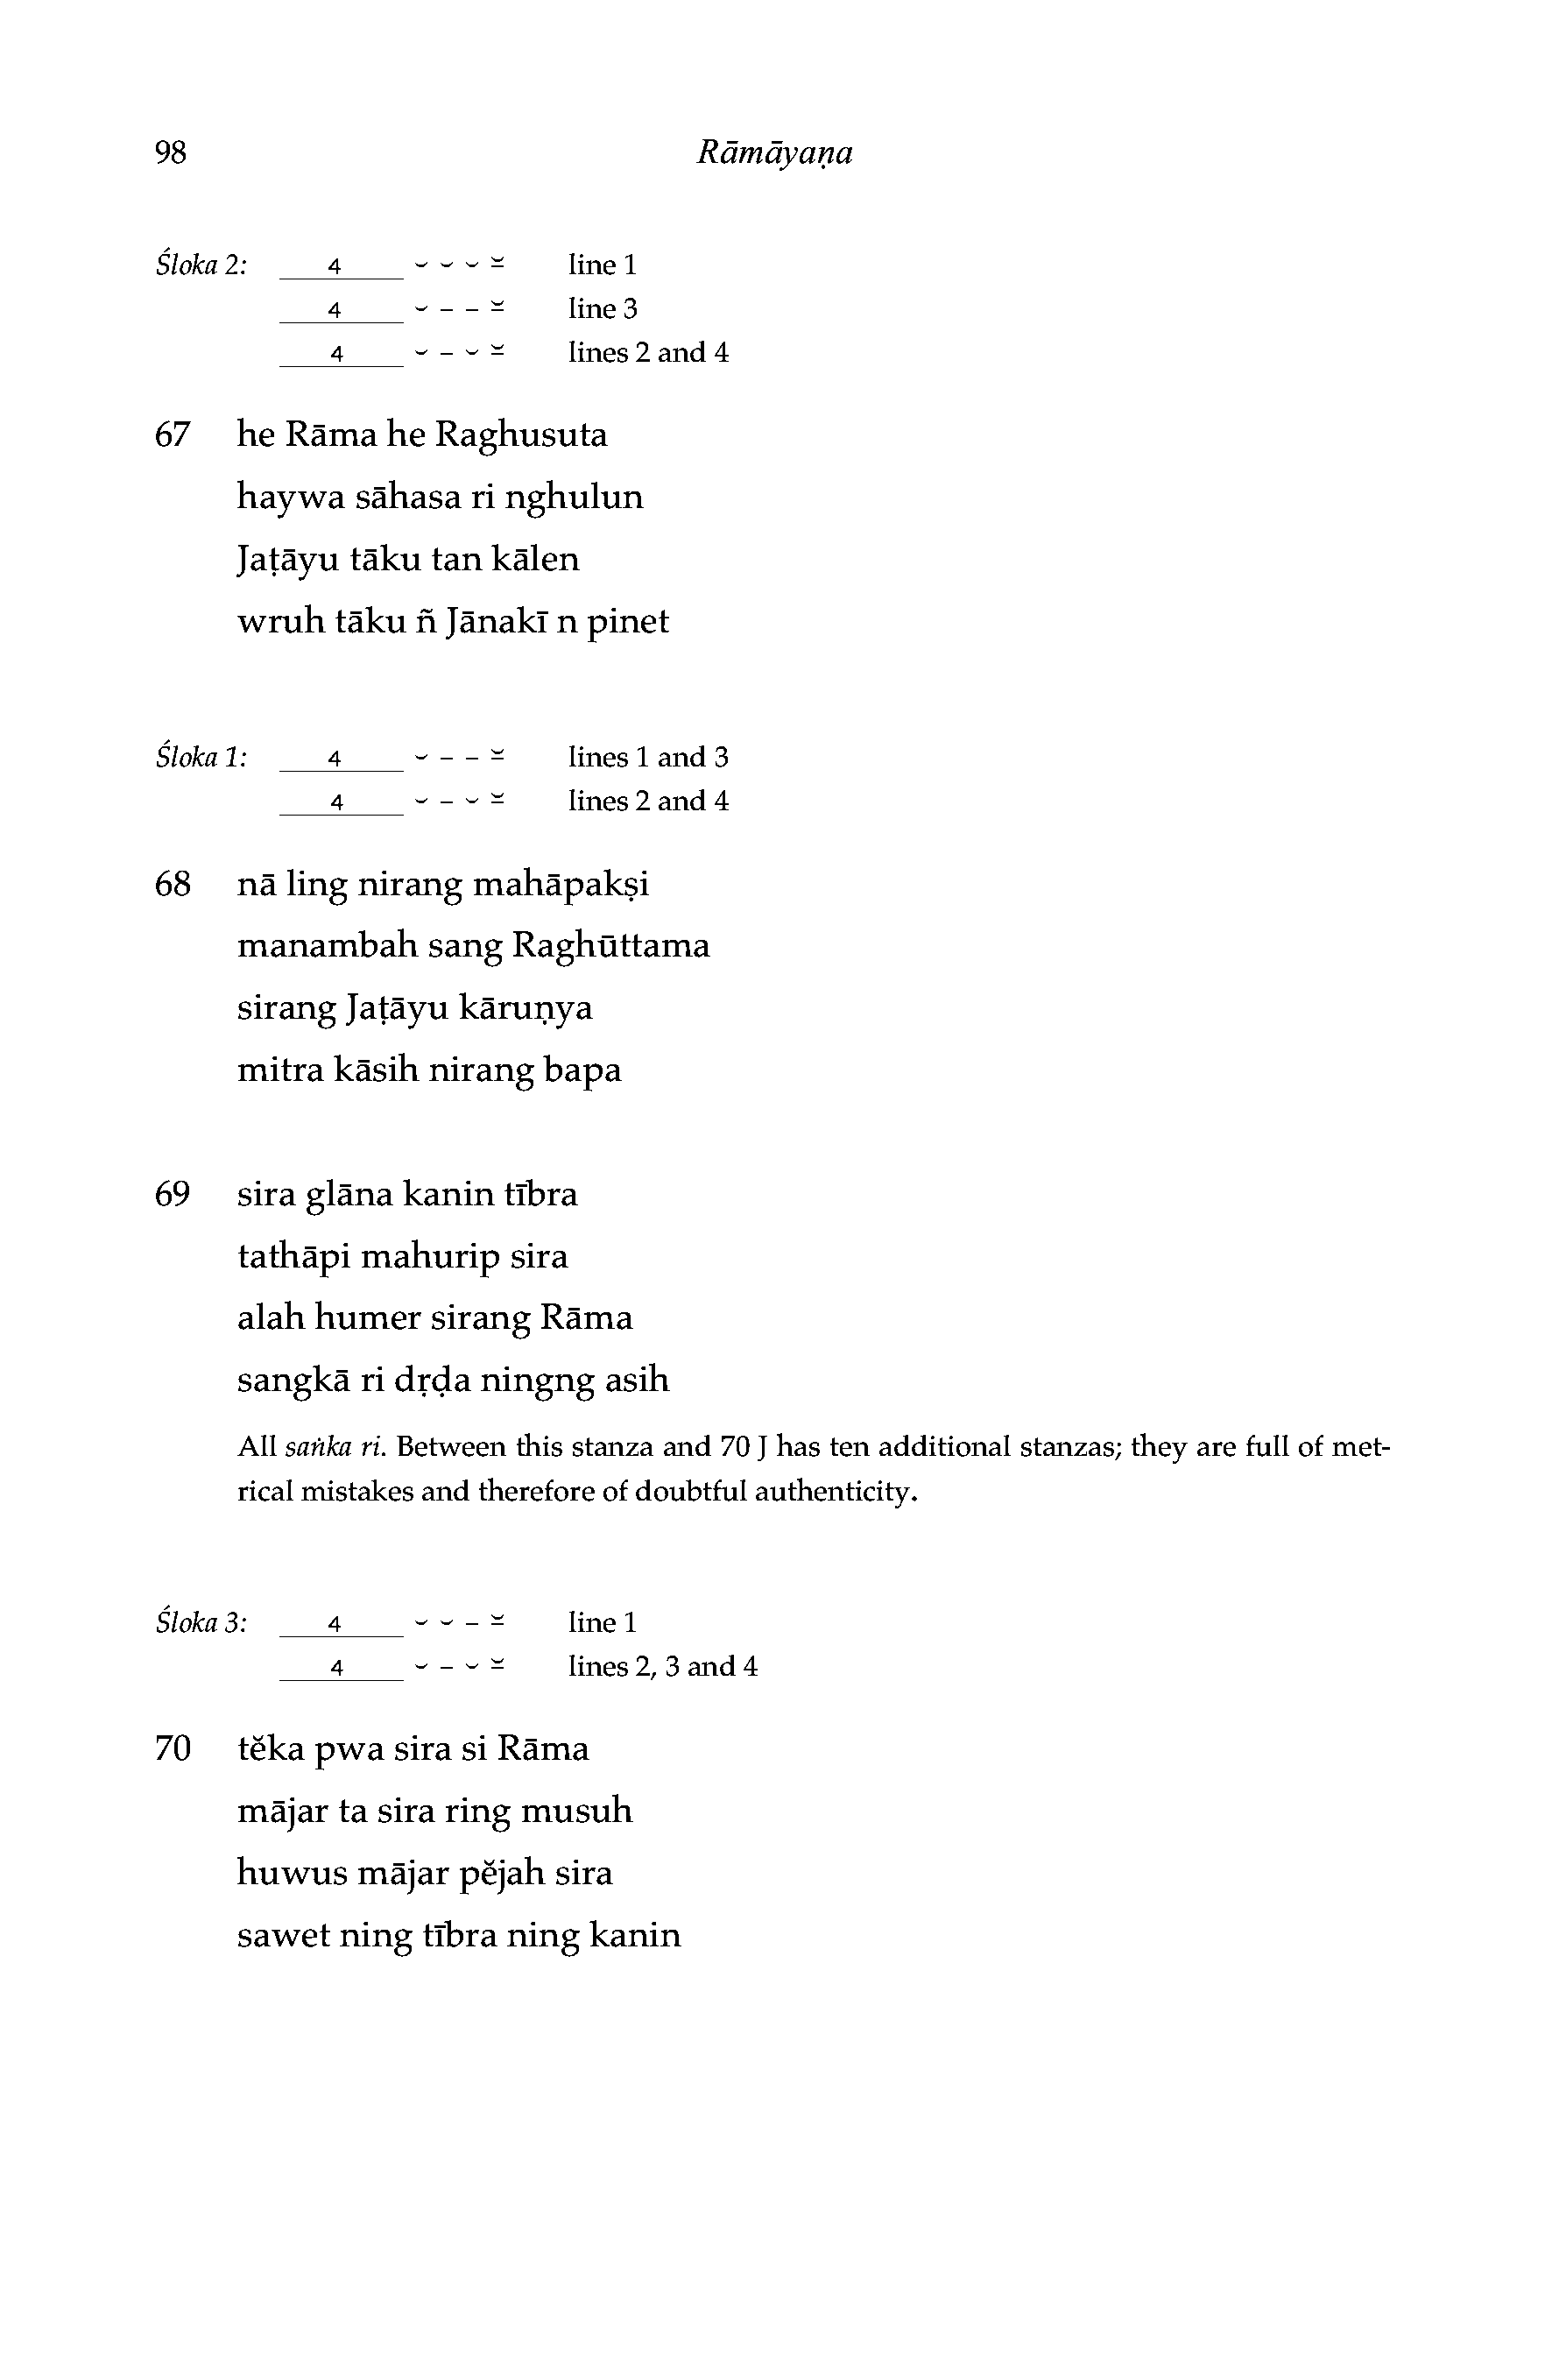 98 Rāmāyaṇa
Śloka 2: 4 ⏑ ⏑ ⏑ ⏓ line 1
4 ⏑ – – ⏓ line 3
4 ⏑ – ⏑ ⏓ lines 2 and 4
67 he Rāma he Raghusuta
haywa sāhasa ri nghulun
Jaṭāyu tāku tan kālen
wruh tāku ñ Jānakī n pinet
Śloka 1: 4 ⏑ – – ⏓ lines 1 and 3
4 ⏑ – ⏑ ⏓ lines 2 and 4
68 nā ling nirang mahāpakṣi
manambah sang Raghūttama
sirang Jaṭāyu kāruṇya
mitra kāsih nirang bapa
69 sira glāna kanin tībra
tathāpi mahurip sira
alah humer sirang Rāma
sangkā ri dṛḍa ningng asih
All saṅka ri. Between this stanza and 70 J has ten additional stanzas; they are full of met-
rical mistakes and therefore of doubtful authenticity.
Śloka 3: 4 ⏑ ⏑ – ⏓ line 1
4 ⏑ – ⏑ ⏓ lines 2, 3 and 4
70 tĕka pwa sira si Rāma
mājar ta sira ring musuh
huwus mājar pĕjah sira
sawet ning tībra ning kanin